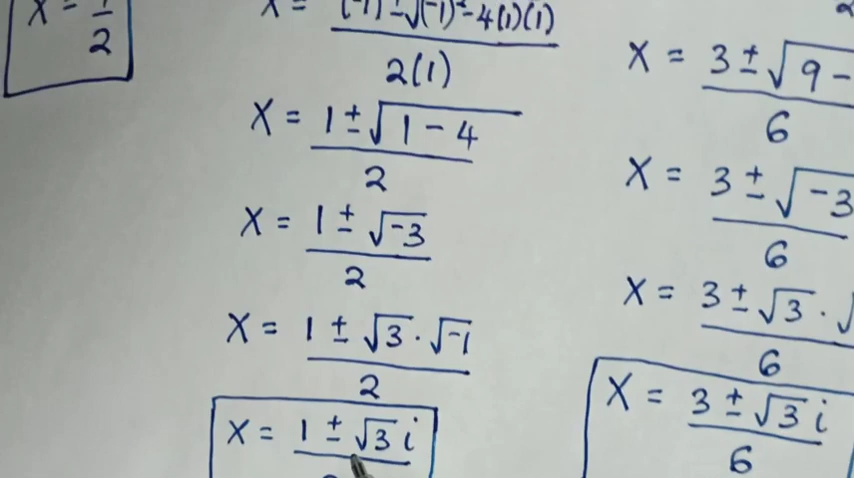 X = 1/2
X = (-1) ± √(-1)² - 4(1)(1) / 2(1)
X = 1 ± √1 - 4 / 2
X = 1 ± √-3 / 2
X = 1 ± √3 · √-1 / 2
X = 1 ± √3 i
X = 3 ± √9 - / 6
X = 3 ± √-3 / 6
X = 3 ± √3 · √ / 6
X = 3 ± √3 i / 6